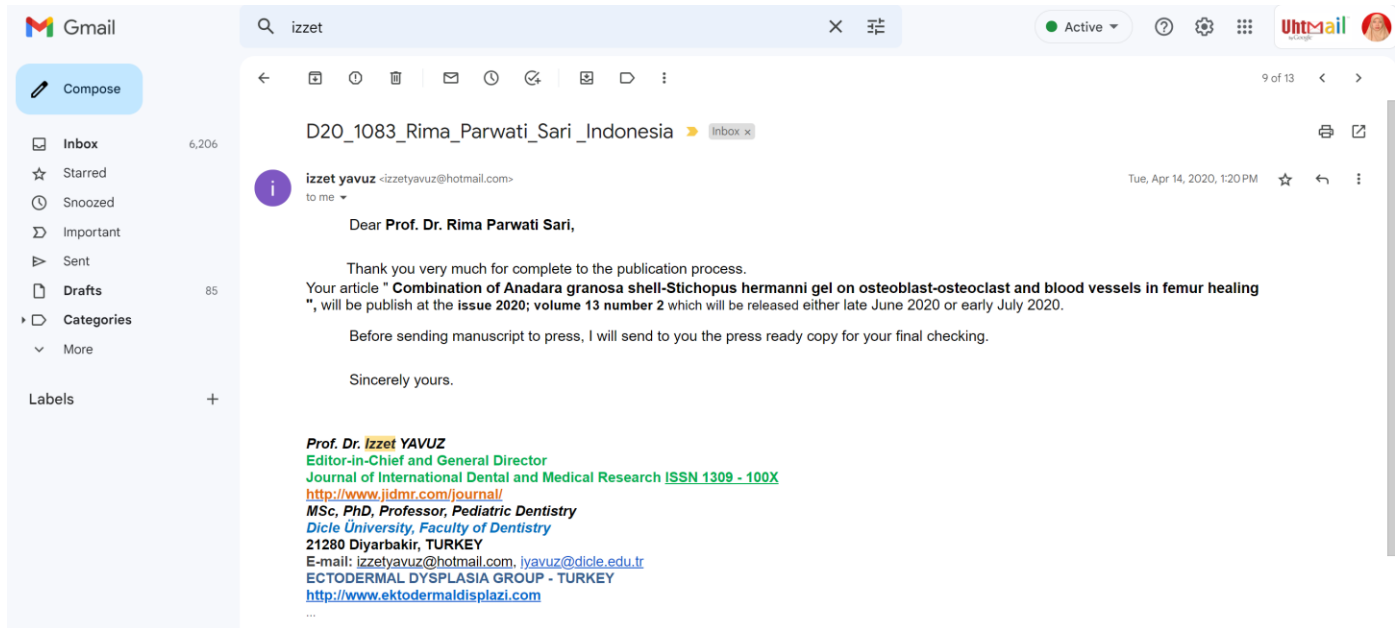 Gmail
izzet
Active
UhtMail
by Google
Compose
9 of 13
D20_1083_Rima_Parwati_Sari _Indonesia
Inbox x
Inbox 6,206
Starred
Snoozed
Important
Sent
Drafts 85
Categories
More
Labels
i
izzet yavuz <izzetyavuz@hotmail.com>
Tue, Apr 14, 2020, 1:20 PM
to me
Dear Prof. Dr. Rima Parwati Sari,
Thank you very much for complete to the publication process.
Your article " Combination of Anadara granosa shell-Stichopus hermanni gel on osteoblast-osteoclast and blood vessels in femur healing
", will be publish at the issue 2020; volume 13 number 2 which will be released either late June 2020 or early July 2020.
Before sending manuscript to press, I will send to you the press ready copy for your final checking.
Sincerely yours.
Prof. Dr. Izzet YAVUZ
Editor-in-Chief and General Director
Journal of International Dental and Medical Research ISSN 1309 - 100X
http://www.jidmr.com/journal/
MSc, PhD, Professor, Pediatric Dentistry
Dicle Üniversity, Faculty of Dentistry
21280 Diyarbakir, TURKEY
E-mail: izzetyavuz@hotmail.com, iyavuz@dicle.edu.tr
ECTODERMAL DYSPLASIA GROUP - TURKEY
http://www.ektodermaldisplazi.com
...